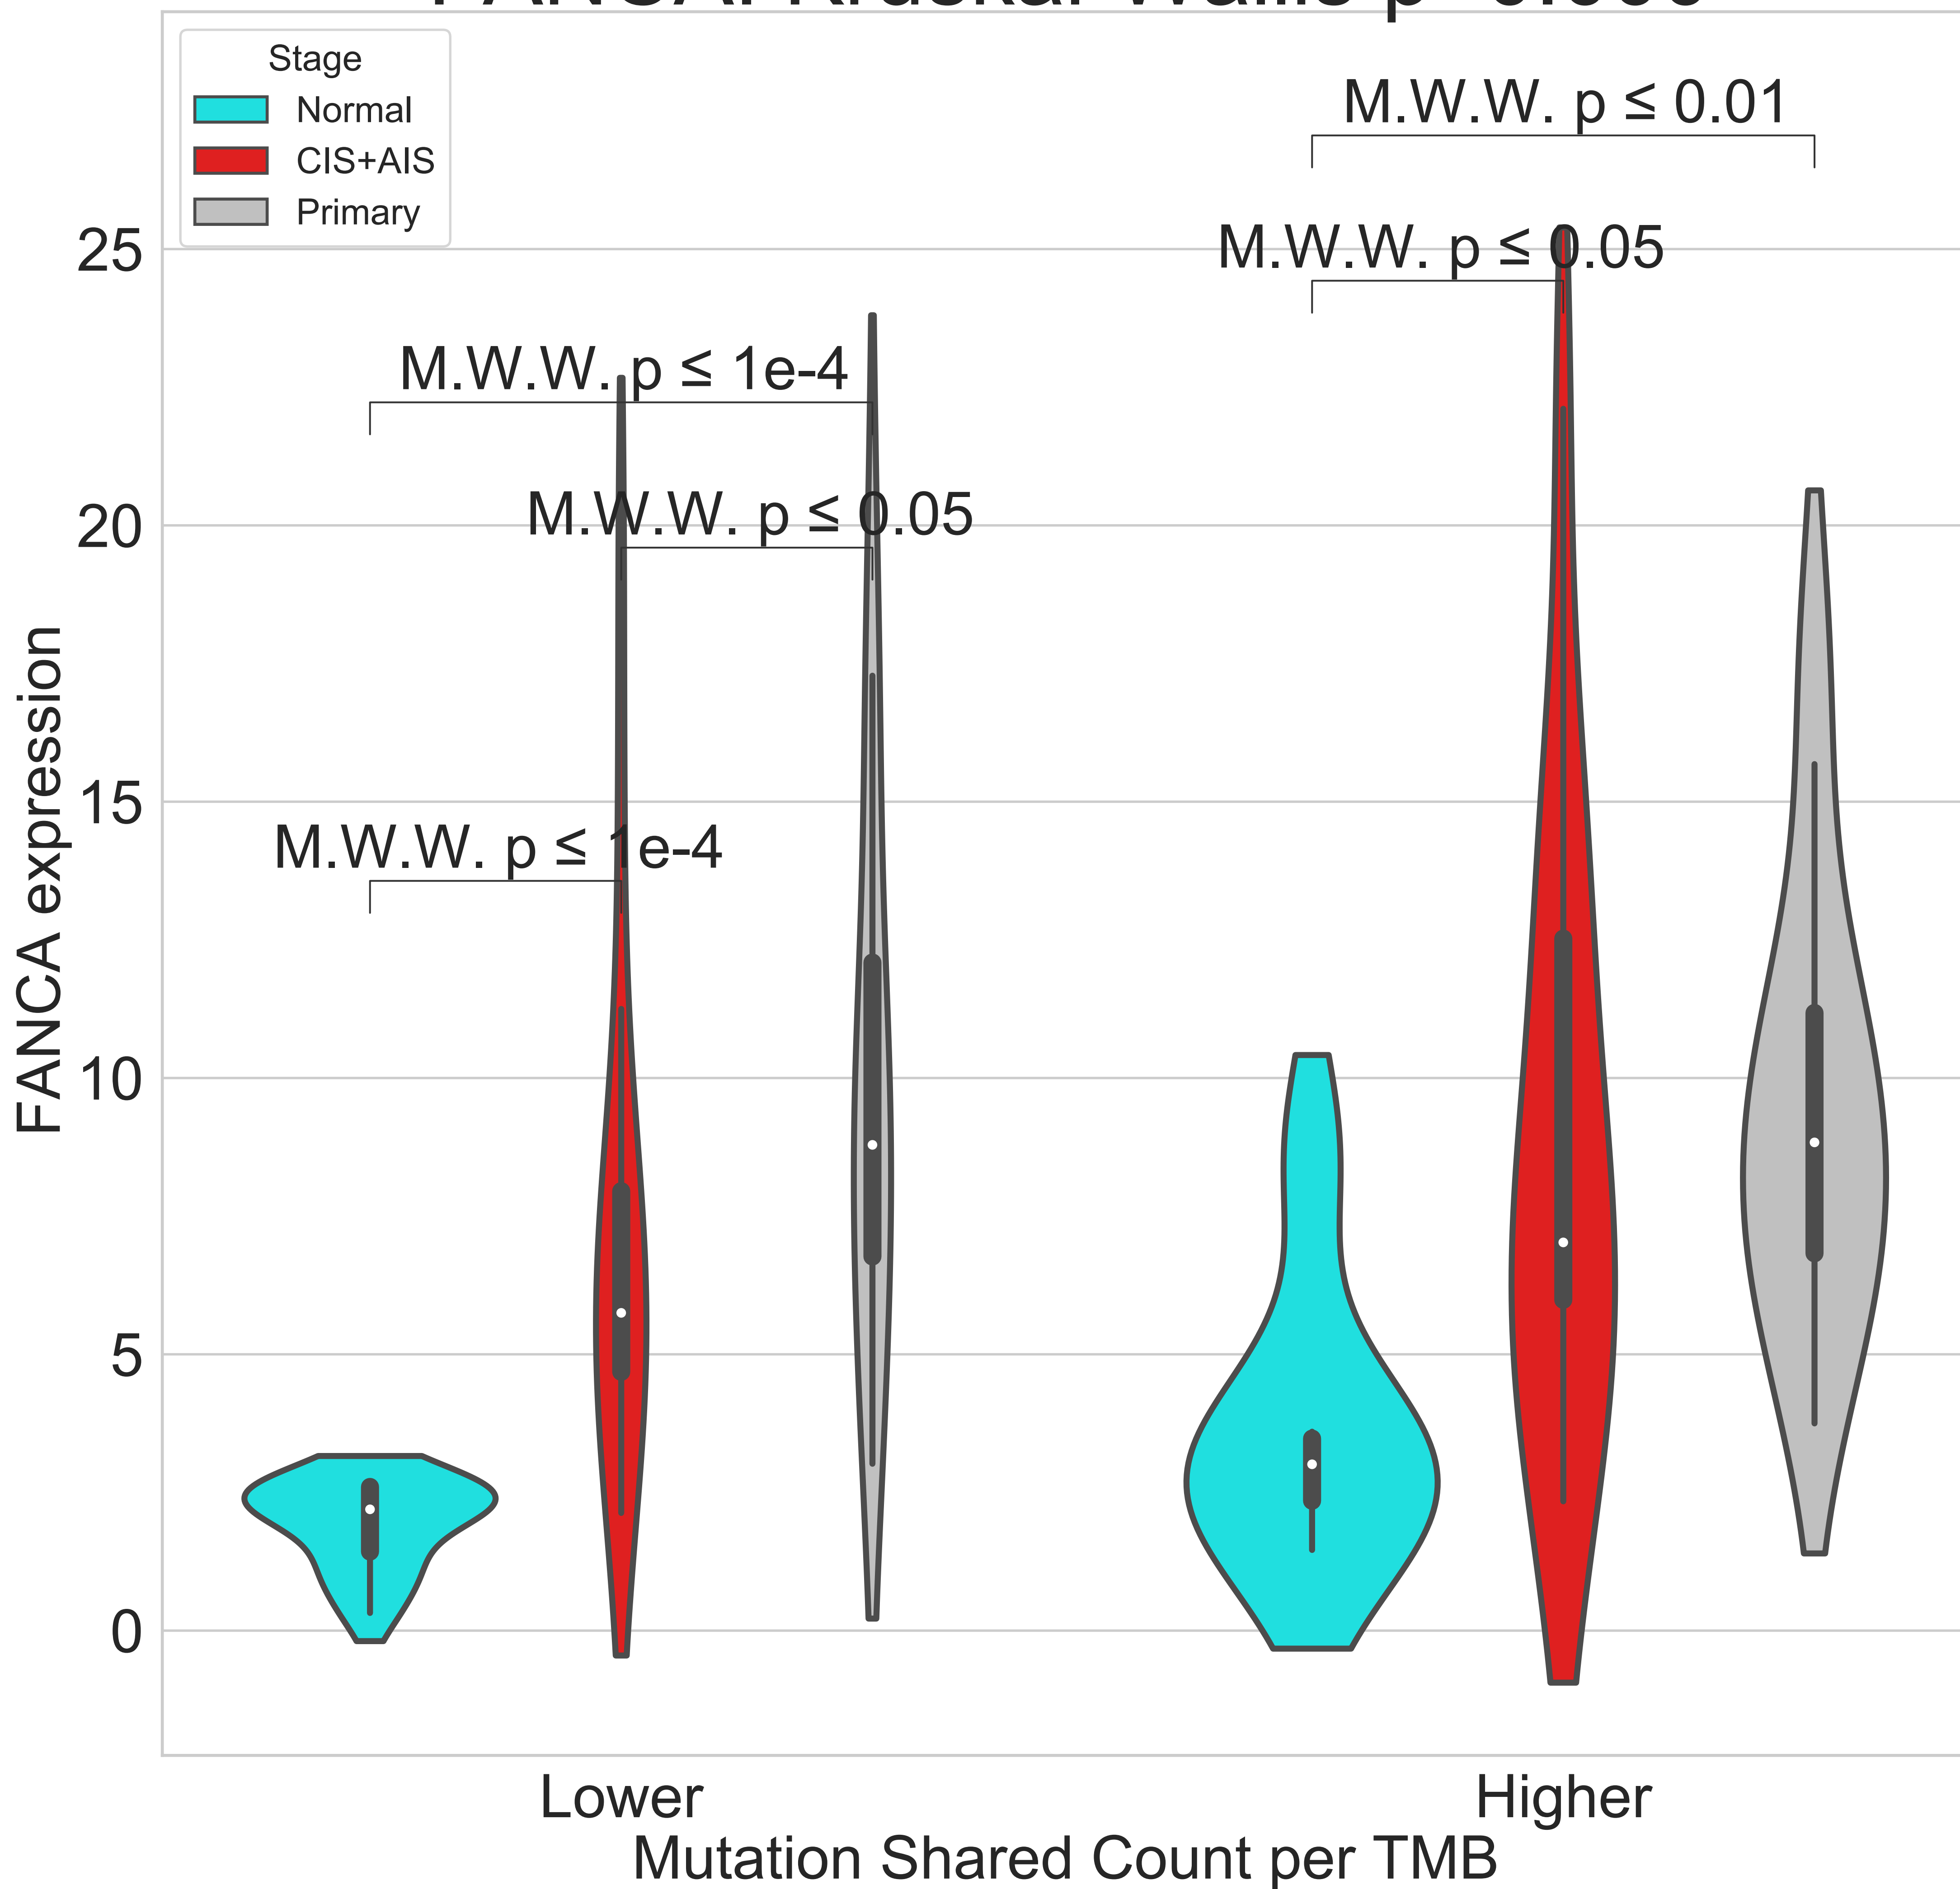 Stage
Normal
CIS+AIS
Primary
M.W.W. p ≤ 0.01
M.W.W. p ≤ 0.05
M.W.W. p ≤ 1e-4
M.W.W. p ≤ 0.05
M.W.W. p ≤ 1e-4
25
20
15
10
5
0
FANCA expression
Lower
Higher
Mutation Shared Count per TMB